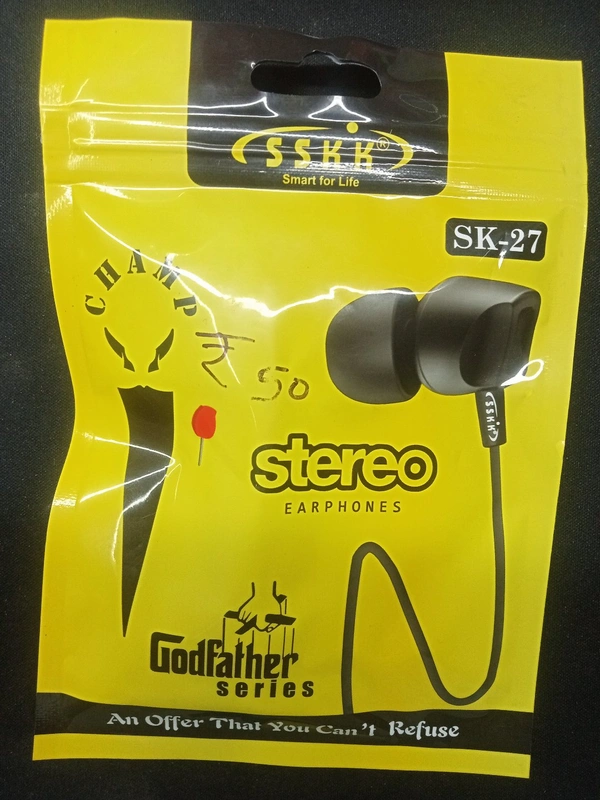 SSKK®
Smart for Life
SK-27
CHAMP
₹ 50
SSKK
stereo
EARPHONES
Godfather
series
An Offer That You Can't Refuse